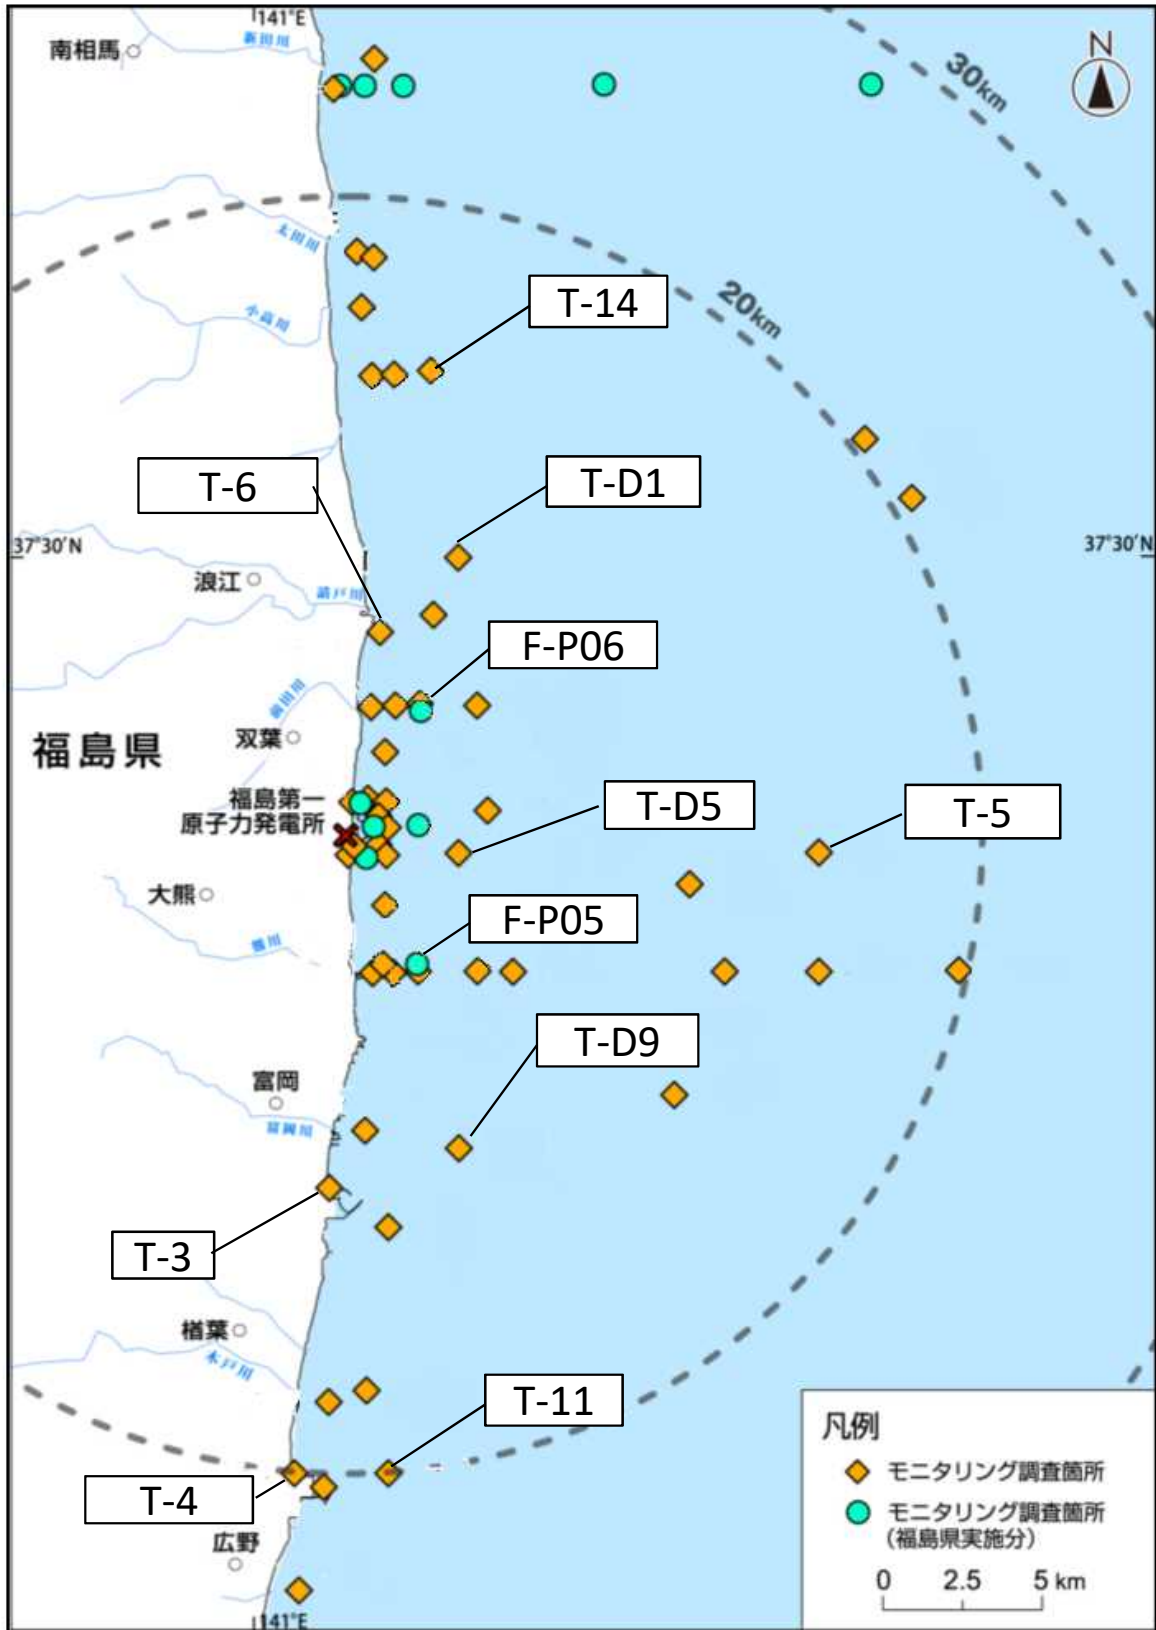 141°E
新田川
南相馬
N
30km
太田川
小高川
T-14
20km
T-6
T-D1
37°30′N
37°30′N
浪江
請戸川
F-P06
前田川
双葉
福島県
福島第一
原子力発電所
T-D5
T-5
大熊
熊川
F-P05
T-D9
富岡
富岡川
T-3
楢葉
木戸川
T-11
T-4
広野
141°E
凡例
モニタリング調査箇所
モニタリング調査箇所
(福島県実施分)
0 2.5 5 km